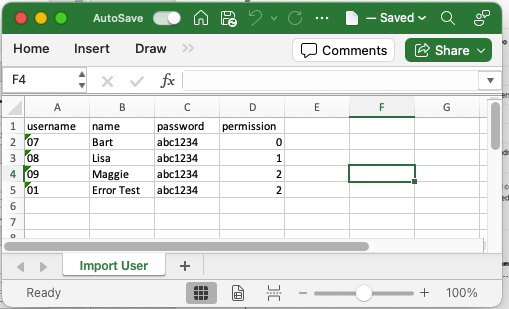 AutoSave — Saved
Home Insert Draw >> Comments Share
F4 fx
A B C D E F G
1 username name password permission
2 07 Bart abc1234 0
3 08 Lisa abc1234 1
4 09 Maggie abc1234 2
5 01 Error Test abc1234 2
6
7
8
Import User +
Ready - + 100%